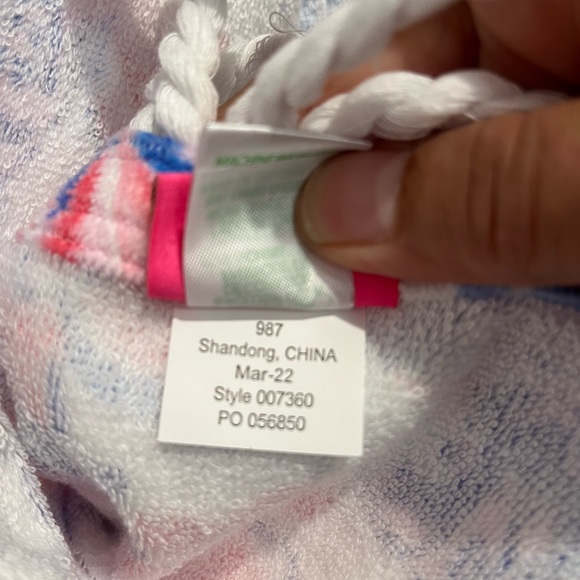 987
Shandong, CHINA
Mar-22
Style 007360
PO 056850